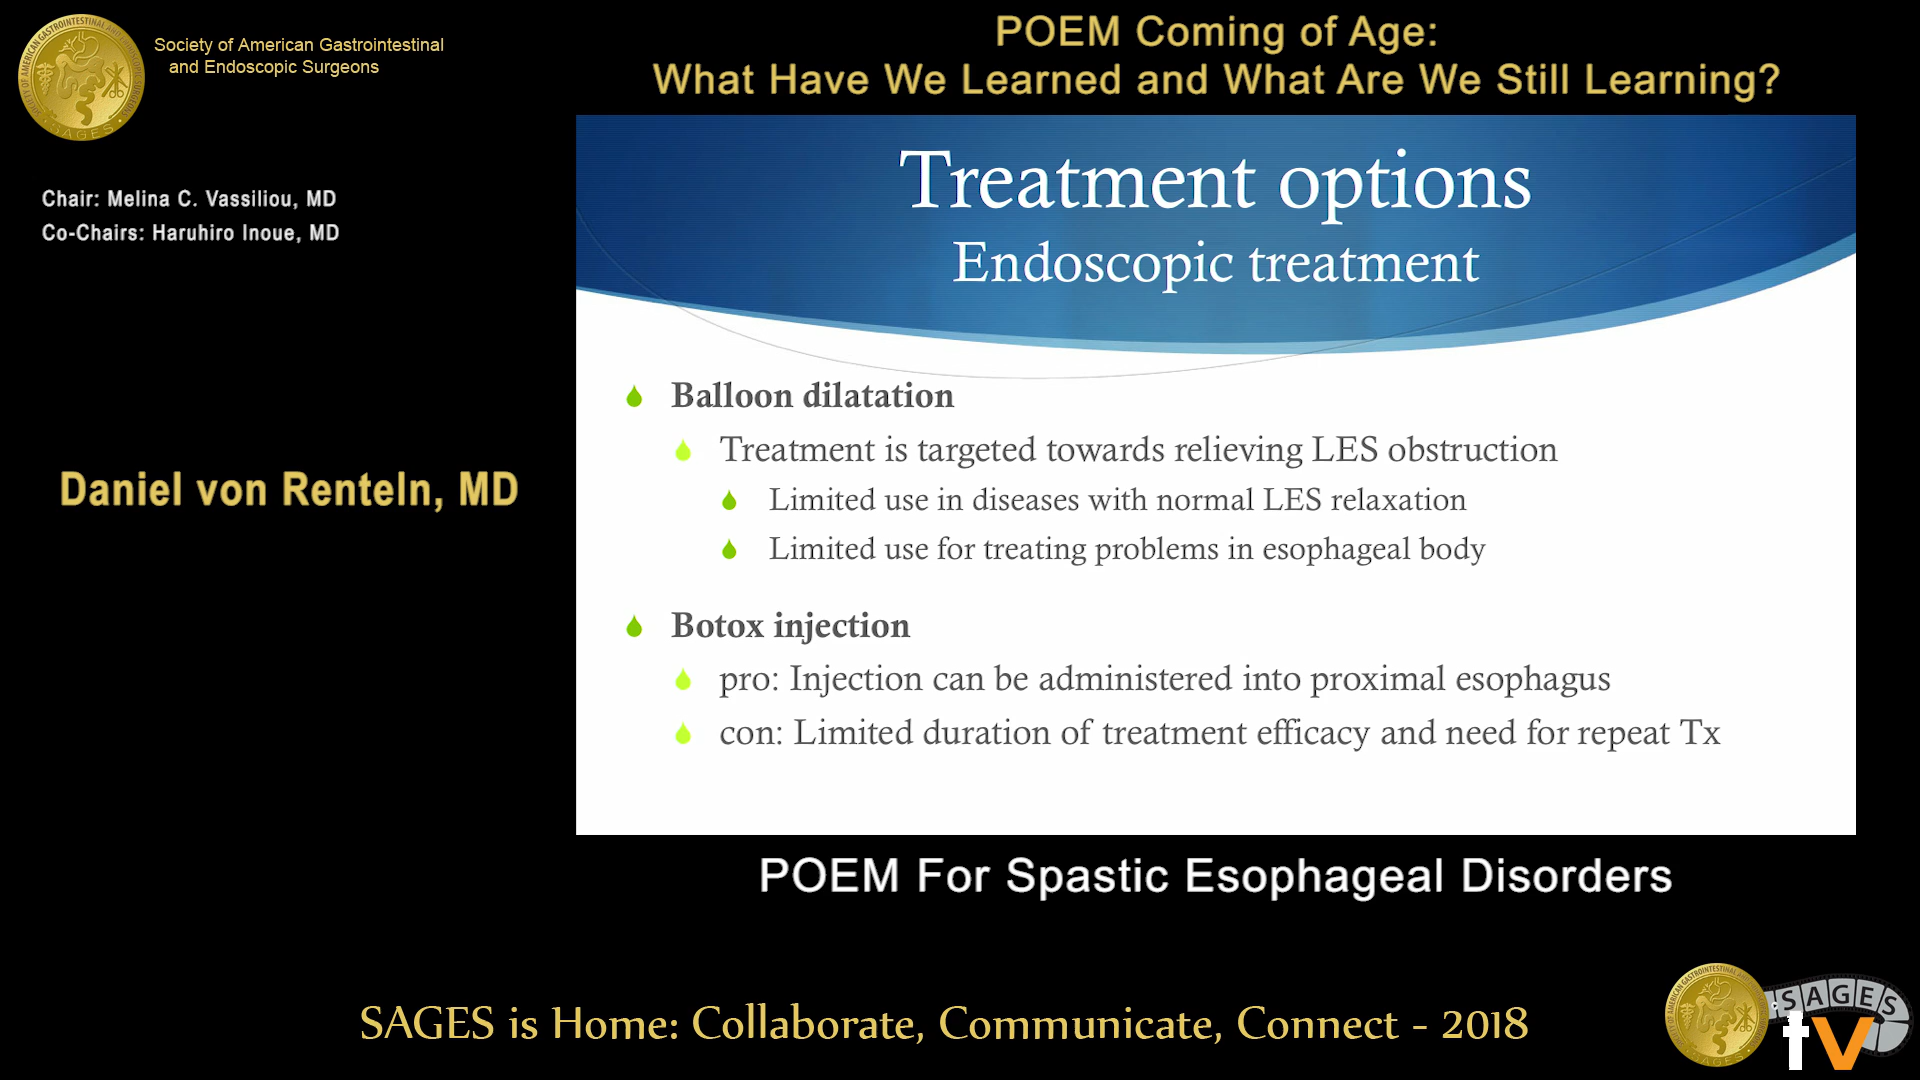 Society of American Gastrointestinal
and Endoscopic Surgeons
POEM Coming of Age:
What Have We Learned and What Are We Still Learning?
Chair: Melina C. Vassiliou, MD
Co-Chairs: Haruhiro Inoue, MD
Daniel von Renteln, MD
Treatment options
Endoscopic treatment
Balloon dilatation
Treatment is targeted towards relieving LES obstruction
Limited use in diseases with normal LES relaxation
Limited use for treating problems in esophageal body
Botox injection
pro: Injection can be administered into proximal esophagus
con: Limited duration of treatment efficacy and need for repeat Tx
POEM For Spastic Esophageal Disorders
SAGES is Home: Collaborate, Communicate, Connect - 2018
SAGES
tv